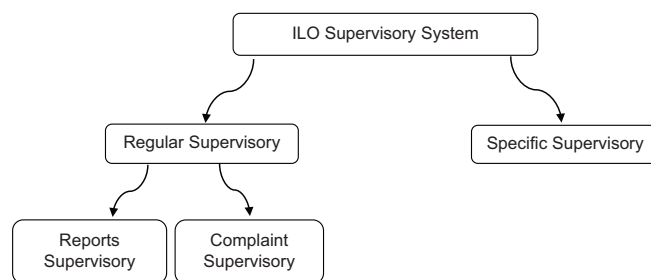 ILO Supervisory System
Regular Supervisory
Specific Supervisory
Reports
Supervisory
Complaint
Supervisory